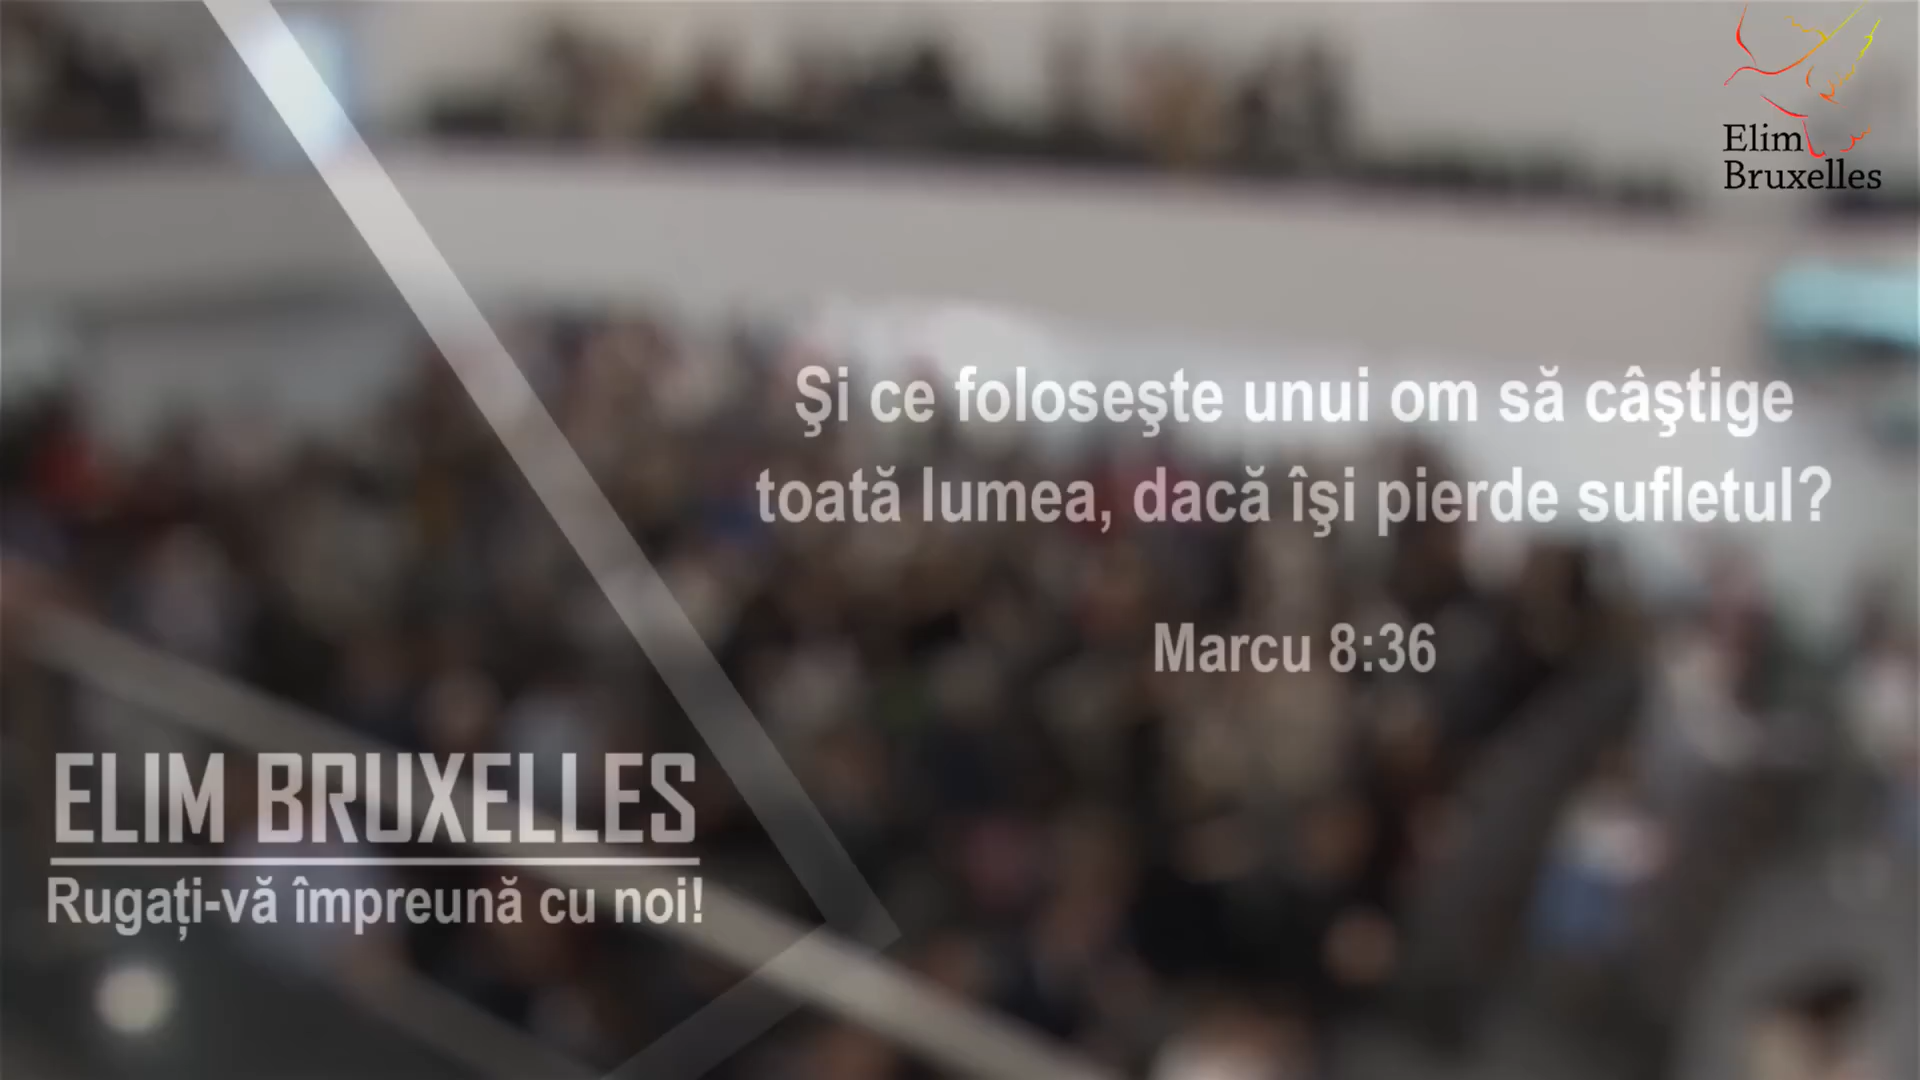 Elim
Bruxelles
Şi ce foloseşte unui om să câştige
toată lumea, dacă îşi pierde sufletul?
Marcu 8:36
ELIM BRUXELLES
Rugați-vă împreună cu noi!